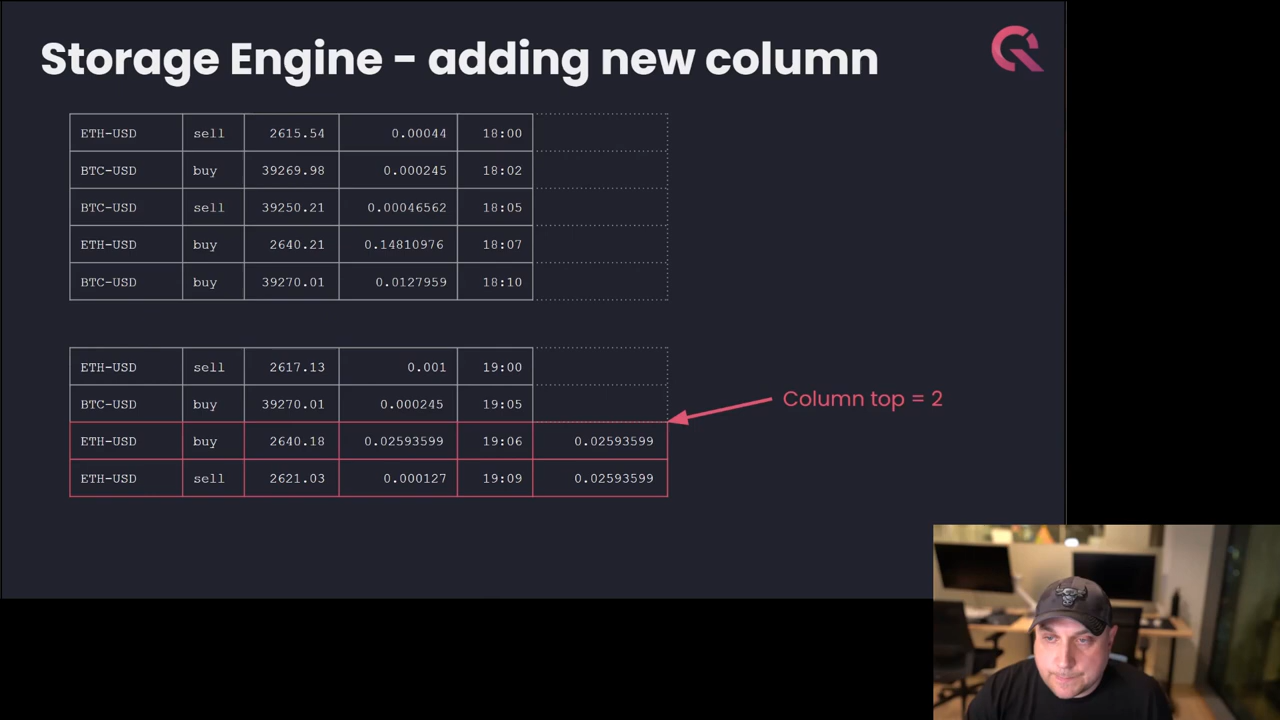 Storage Engine - adding new column
ETH-USD sell 2615.54 0.00044 18:00
BTC-USD buy 39269.98 0.000245 18:02
BTC-USD sell 39250.21 0.00046562 18:05
ETH-USD buy 2640.21 0.14810976 18:07
BTC-USD buy 39270.01 0.0127959 18:10
ETH-USD sell 2617.13 0.001 19:00
BTC-USD buy 39270.01 0.000245 19:05
Column top = 2
ETH-USD buy 2640.18 0.02593599 19:06 0.02593599
ETH-USD sell 2621.03 0.000127 19:09 0.02593599